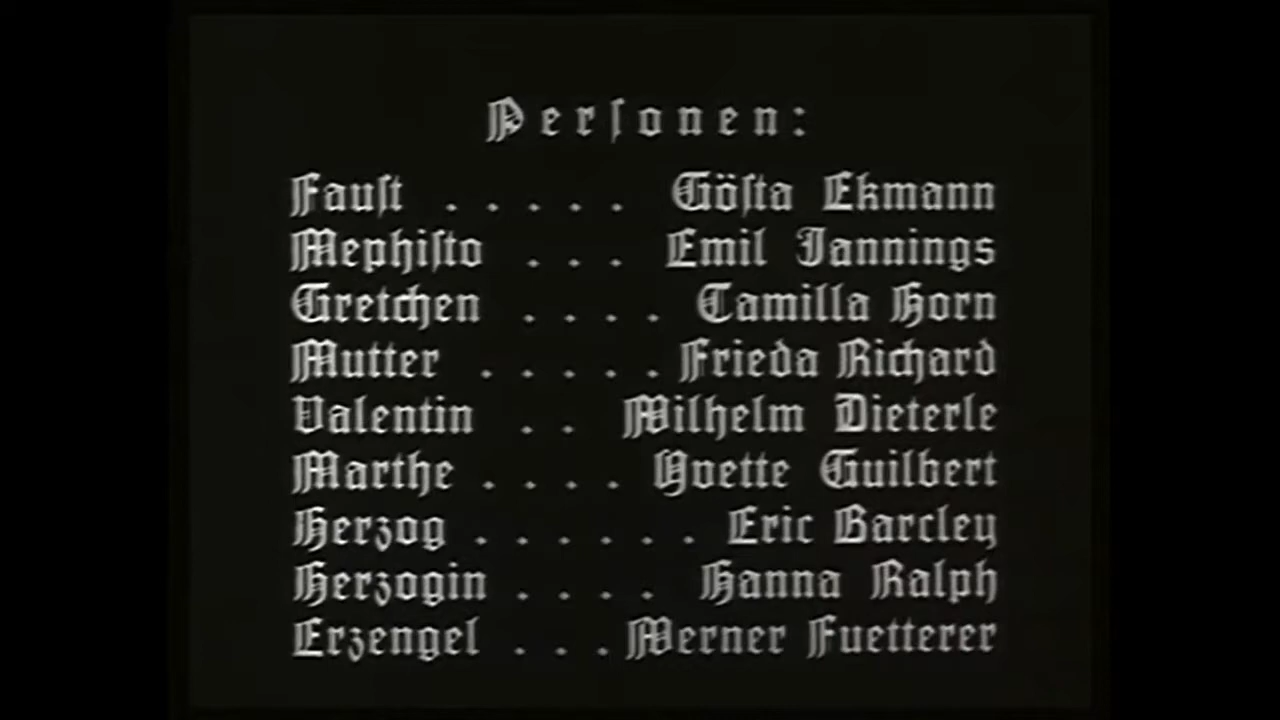 Perſonen:
Fauſt . . . . . Göſta Ekmann
Mephiſto . . . Emil Jannings
Gretchen . . . . Camilla Horn
Mutter . . . . . Frieda Richard
Valentin . . Wilhelm Dieterle
Marthe . . . . Yvette Guilbert
Herzog . . . . . . Eric Barcley
Herzogin . . . . Hanna Ralph
Erzengel . . . Werner Fuetterer